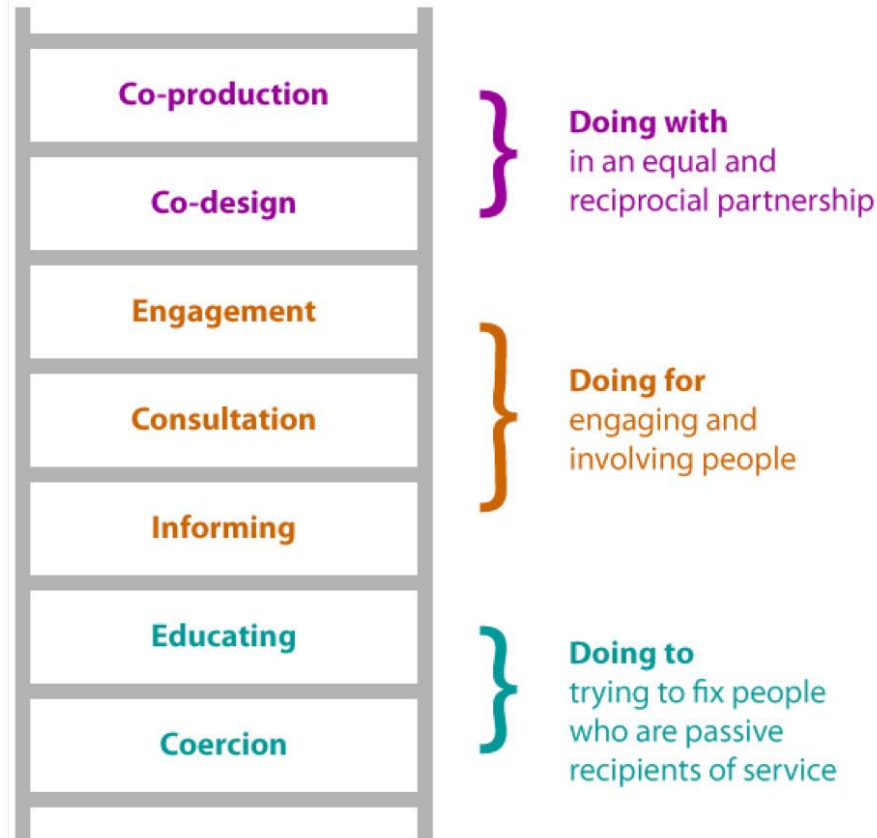 Co-production
Co-design
Doing with
in an equal and
reciprocial partnership
Engagement
Consultation
Informing
Doing for
engaging and
involving people
Educating
Coercion
Doing to
trying to fix people
who are passive
recipients of service